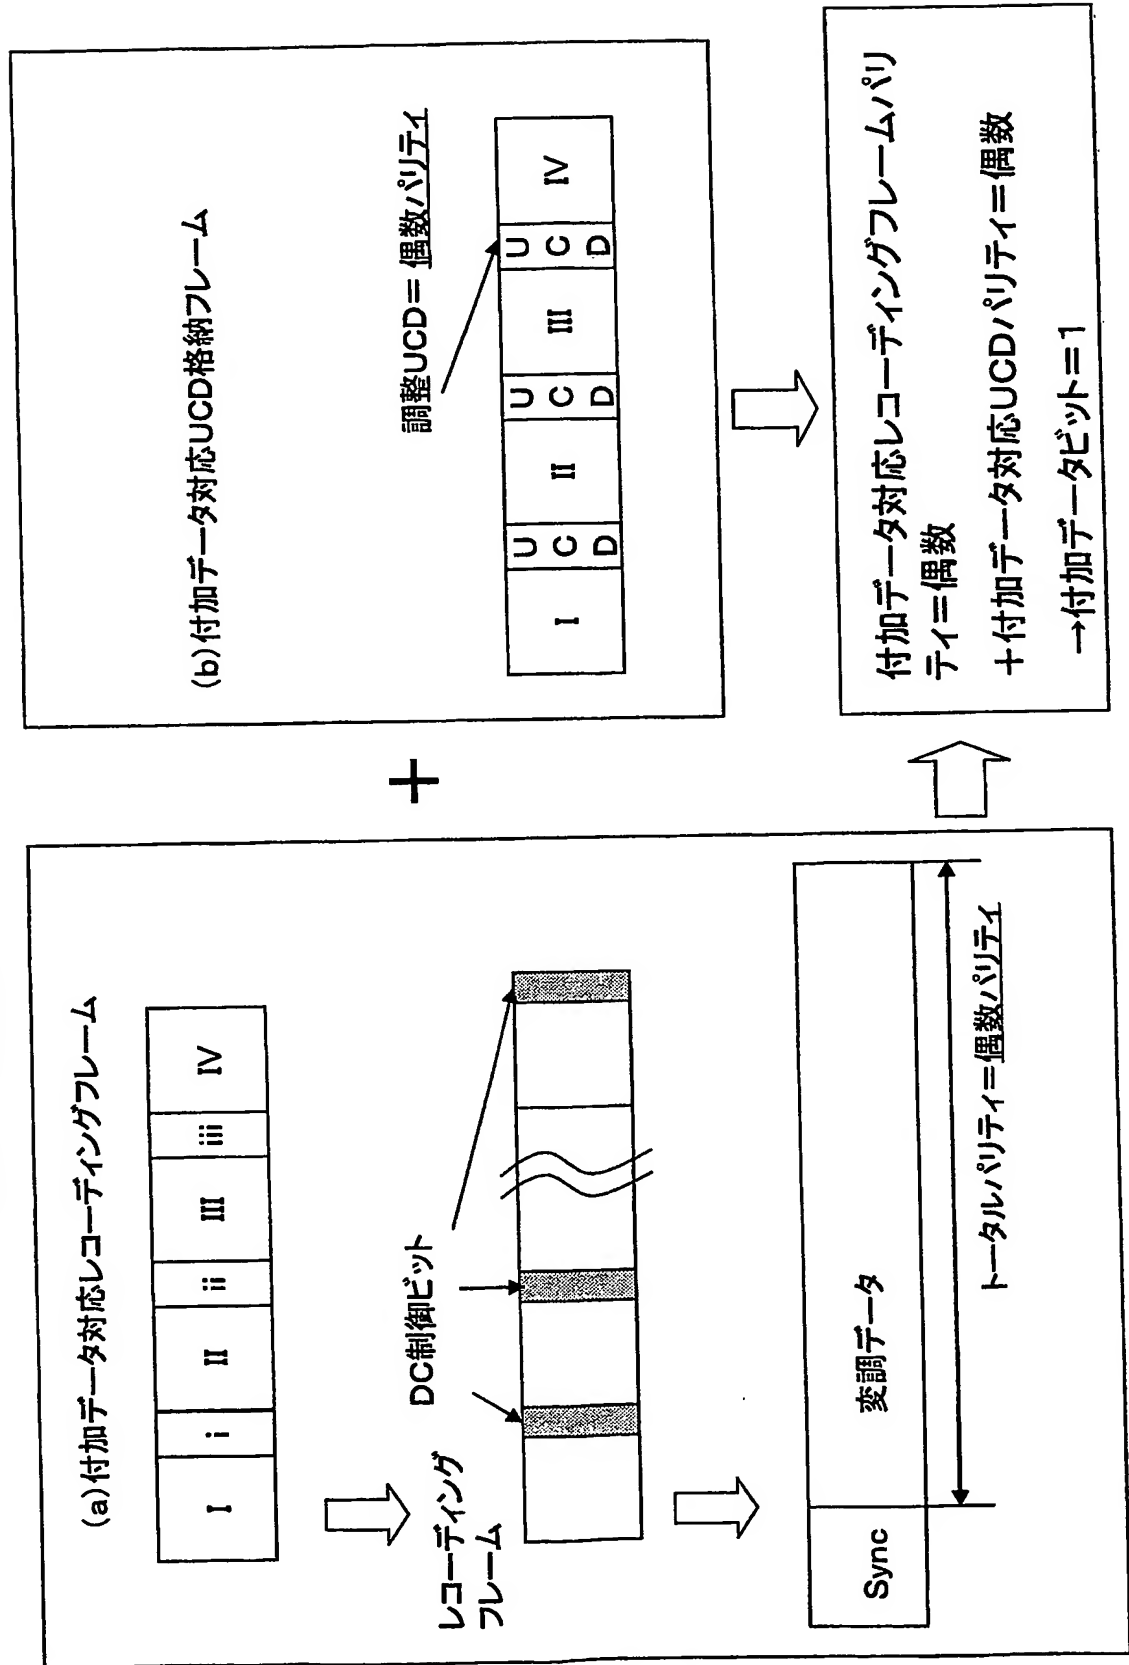 (a)付加データ対応レコーディングフレーム
I i II ii III iii IV
レコーディング
フレーム
DC制御ビット
Sync 変調データ
トータルパリティ=偶数パリティ
+
(b)付加データ対応UCD格納フレーム
調整UCD=偶数パリティ
I UCD II UCD III UCD IV
付加データ対応レコーディングフレームパリ
ティ=偶数
+付加データ対応UCDパリティ=偶数
→付加データビット=1